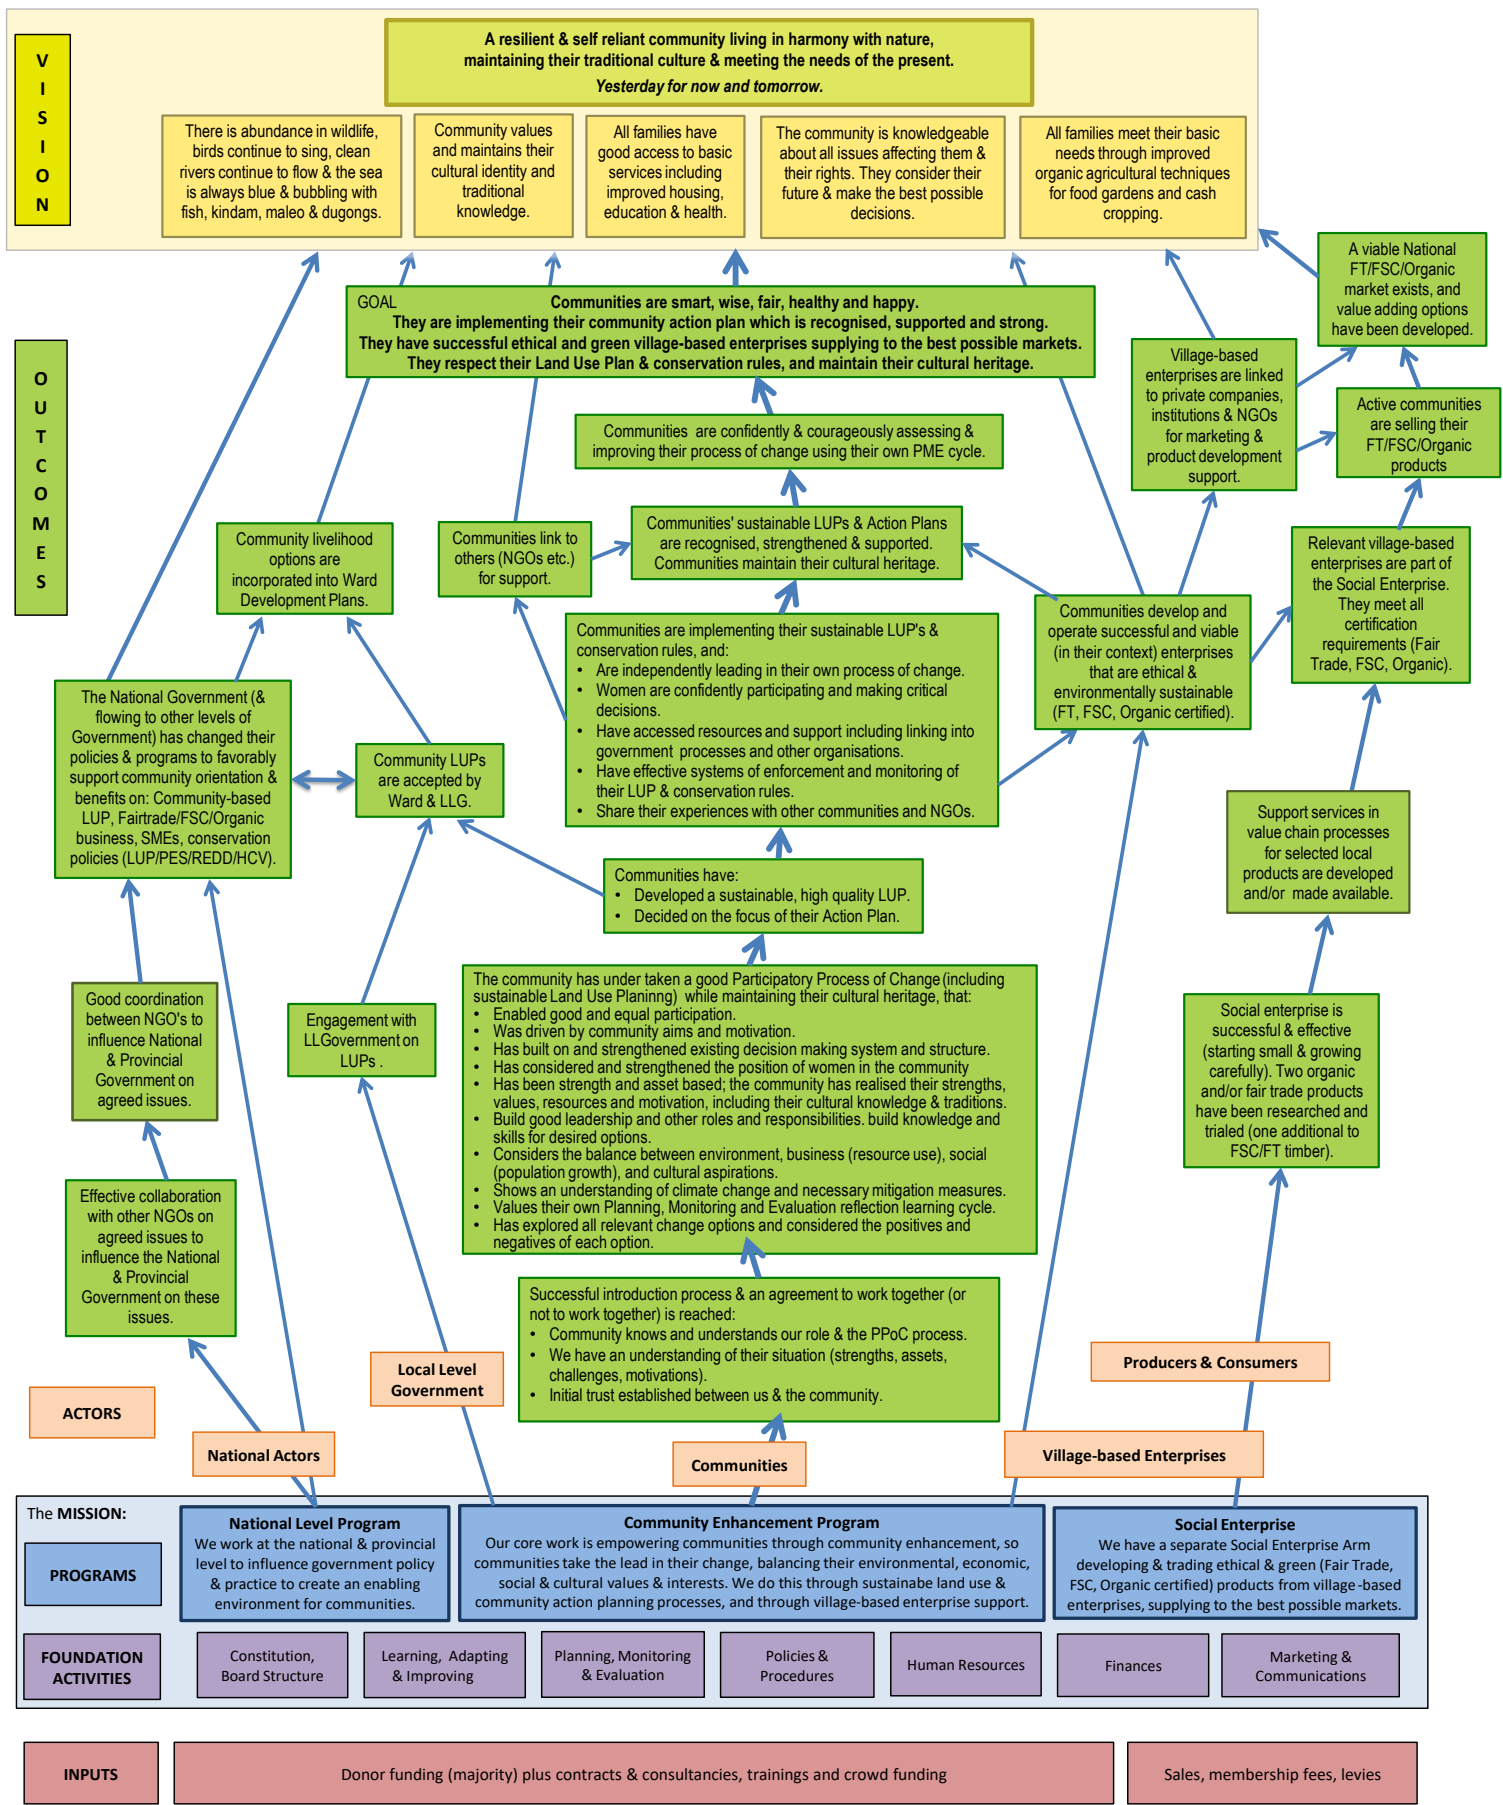 VISION
A resilient & self reliant community living in harmony with nature,
maintaining their traditional culture & meeting the needs of the present.
Yesterday for now and tomorrow.
There is abundance in wildlife,
birds continue to sing, clean
rivers continue to flow & the sea
is always blue & bubbling with
fish, kindam, maleo & dugongs.
Community values
and maintains their
cultural identity and
traditional
knowledge.
All families have
good access to basic
services including
improved housing,
education & health.
The community is knowledgeable
about all issues affecting them &
their rights. They consider their
future & make the best possible
decisions.
All families meet their basic
needs through improved
organic agricultural techniques
for food gardens and cash
cropping.
A viable National
FT/FSC/Organic
market exists, and
value adding options
have been developed.
OUTCOMES
GOAL
Communities are smart, wise, fair, healthy and happy.
They are implementing their community action plan which is recognised, supported and strong.
They have successful ethical and green village-based enterprises supplying to the best possible markets.
They respect their Land Use Plan & conservation rules, and maintain their cultural heritage.
Village-based
enterprises are linked
to private companies,
institutions & NGOs
for marketing &
product development
support.
Active communities
are selling their
FT/FSC/Organic
products
Communities are confidently & courageously assessing &
improving their process of change using their own PME cycle.
Community livelihood
options are
incorporated into Ward
Development Plans.
Communities link to
others (NGOs etc.)
for support.
Communities' sustainable LUPs & Action Plans
are recognised, strengthened & supported.
Communities maintain their cultural heritage.
Relevant village-based
enterprises are part of
the Social Enterprise.
They meet all
certification
requirements (Fair
Trade, FSC, Organic).
Communities develop and
operate successful and viable
(in their context) enterprises
that are ethical &
environmentally sustainable
(FT, FSC, Organic certified).
Communities are implementing their sustainable LUP's &
conservation rules, and:
• Are independently leading in their own process of change.
• Women are confidently participating and making critical
decisions.
• Have accessed resources and support including linking into
government processes and other organisations.
• Have effective systems of enforcement and monitoring of
their LUP & conservation rules.
• Share their experiences with other communities and NGOs.
The National Government (&
flowing to other levels of
Government) has changed their
policies & programs to favorably
support community orientation &
benefits on: Community-based
LUP, Fairtrade/FSC/Organic
business, SMEs, conservation
policies (LUP/PES/REDD/HCV).
Community LUPs
are accepted by
Ward & LLG.
Support services in
value chain processes
for selected local
products are developed
and/or made available.
Communities have:
• Developed a sustainable, high quality LUP.
• Decided on the focus of their Action Plan.
Good coordination
between NGO's to
influence National
& Provincial
Government on
agreed issues.
Engagement with
LLGovernment on
LUPs .
The community has under taken a good Participatory Process of Change (including
sustainable Land Use Planinng) while maintaining their cultural heritage, that:
• Enabled good and equal participation.
• Was driven by community aims and motivation.
• Has built on and strengthened existing decision making system and structure.
• Has considered and strengthened the position of women in the community
• Has been strength and asset based; the community has realised their strengths,
values, resources and motivation, including their cultural knowledge & traditions.
• Build good leadership and other roles and responsibilities. build knowledge and
skills for desired options.
• Considers the balance between environment, business (resource use), social
(population growth), and cultural aspirations.
• Shows an understanding of climate change and necessary mitigation measures.
• Values their own Planning, Monitoring and Evaluation reflection learning cycle.
• Has explored all relevant change options and considered the positives and
negatives of each option.
Social enterprise is
successful & effective
(starting small & growing
carefully). Two organic
and/or fair trade products
have been researched and
trialed (one additional to
FSC/FT timber).
Effective collaboration
with other NGOs on
agreed issues to
influence the National
& Provincial
Government on these
issues.
Successful introduction process & an agreement to work together (or
not to work together) is reached:
• Community knows and understands our role & the PPoC process.
• We have an understanding of their situation (strengths, assets,
challenges, motivations).
• Initial trust established between us & the community.
ACTORS
National Actors
Local Level
Government
Communities
Village-based Enterprises
Producers & Consumers
The MISSION:
PROGRAMS
National Level Program
We work at the national & provincial
level to influence government policy
& practice to create an enabling
environment for communities.
Community Enhancement Program
Our core work is empowering communities through community enhancement, so
communities take the lead in their change, balancing their environmental, economic,
social & cultural values & interests. We do this through sustainabe land use &
community action planning processes, and through village-based enterprise support.
Social Enterprise
We have a separate Social Enterprise Arm
developing & trading ethical & green (Fair Trade,
FSC, Organic certified) products from village-based
enterprises, supplying to the best possible markets.
FOUNDATION
ACTIVITIES
Constitution,
Board Structure
Learning, Adapting
& Improving
Planning, Monitoring
& Evaluation
Policies &
Procedures
Human Resources
Finances
Marketing &
Communications
INPUTS
Donor funding (majority) plus contracts & consultancies, trainings and crowd funding
Sales, membership fees, levies